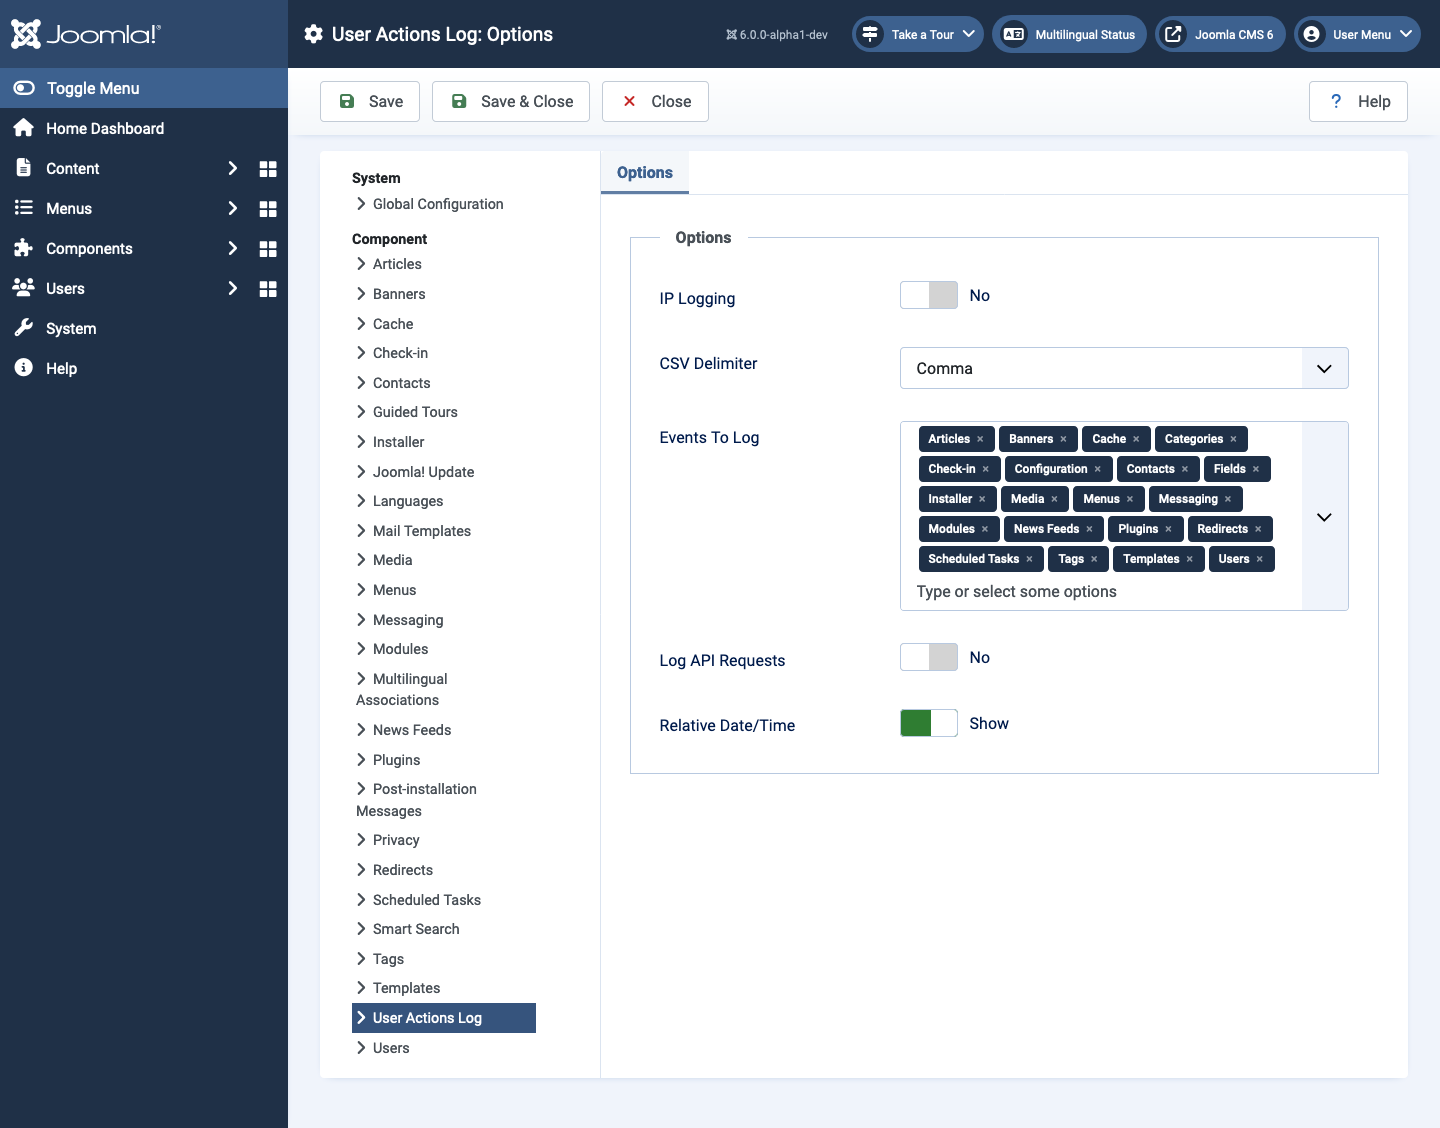 Joomla!®
User Actions Log: Options
6.0.0-alpha1-dev
Take a Tour
Multilingual Status
Joomla CMS 6
User Menu
Toggle Menu
Home Dashboard
Content
Menus
Components
Users
System
Help
Save
Save & Close
Close
? Help
System
Global Configuration
Component
Articles
Banners
Cache
Check-in
Contacts
Guided Tours
Installer
Joomla! Update
Languages
Mail Templates
Media
Menus
Messaging
Modules
Multilingual
Associations
News Feeds
Plugins
Post-installation
Messages
Privacy
Redirects
Scheduled Tasks
Smart Search
Tags
Templates
User Actions Log
Users
Options
Options
IP Logging
No
CSV Delimiter
Comma
Events To Log
Articles × Banners × Cache × Categories ×
Check-in × Configuration × Contacts × Fields ×
Installer × Media × Menus × Messaging ×
Modules × News Feeds × Plugins × Redirects ×
Scheduled Tasks × Tags × Templates × Users ×
Type or select some options
Log API Requests
No
Relative Date/Time
Show